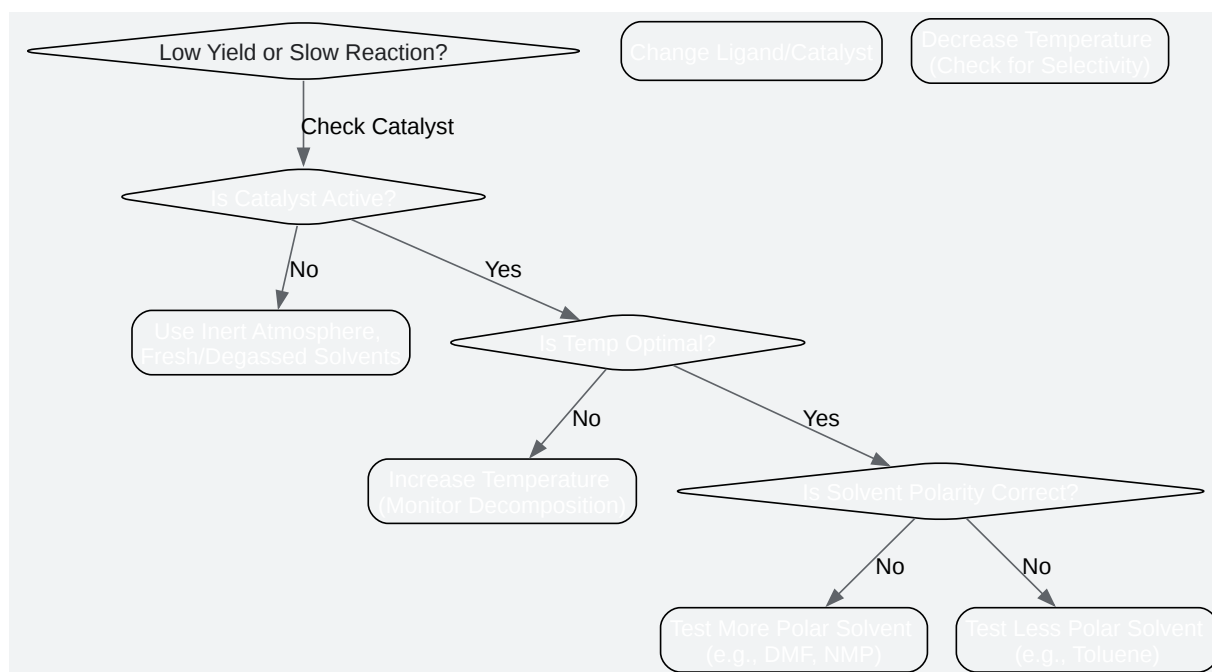 Low Yield or Slow Reaction?
Change Ligand/Catalyst
Decrease Temperature
(Check for Selectivity)
Check Catalyst
Is Catalyst Active?
No
Yes
Use Inert Atmosphere,
Fresh/Degassed Solvents
Is Temp Optimal?
No
Yes
Increase Temperature
(Monitor Decomposition)
Is Solvent Polarity Correct?
No
No
Test More Polar Solvent
(e.g., DMF, NMP)
Test Less Polar Solvent
(e.g., Toluene)